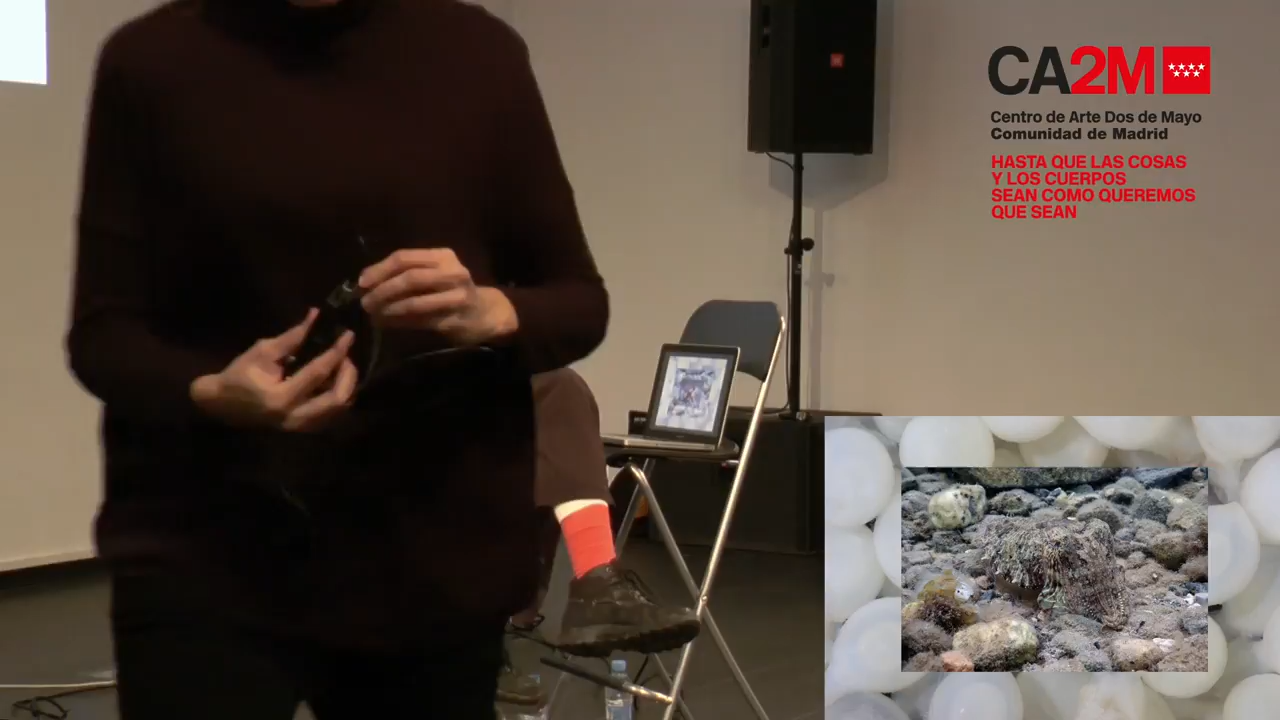 CA2M
Centro de Arte Dos de Mayo
Comunidad de Madrid
HASTA QUE LAS COSAS
Y LOS CUERPOS
SEAN COMO QUEREMOS
QUE SEAN